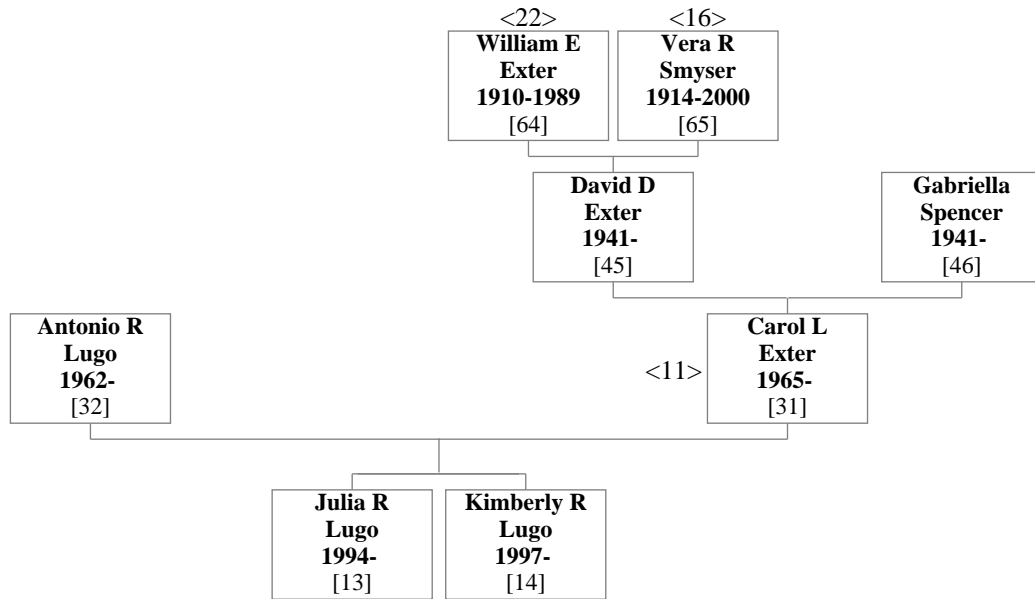 <22>
William E
Exter
1910-1989
[64]
<16>
Vera R
Smyser
1914-2000
[65]
David D
Exter
1941-
[45]
Gabriella
Spencer
1941-
[46]
Antonio R
Lugo
1962-
[32]
<11>
Carol L
Exter
1965-
[31]
Julia R
Lugo
1994-
[13]
Kimberly R
Lugo
1997-
[14]